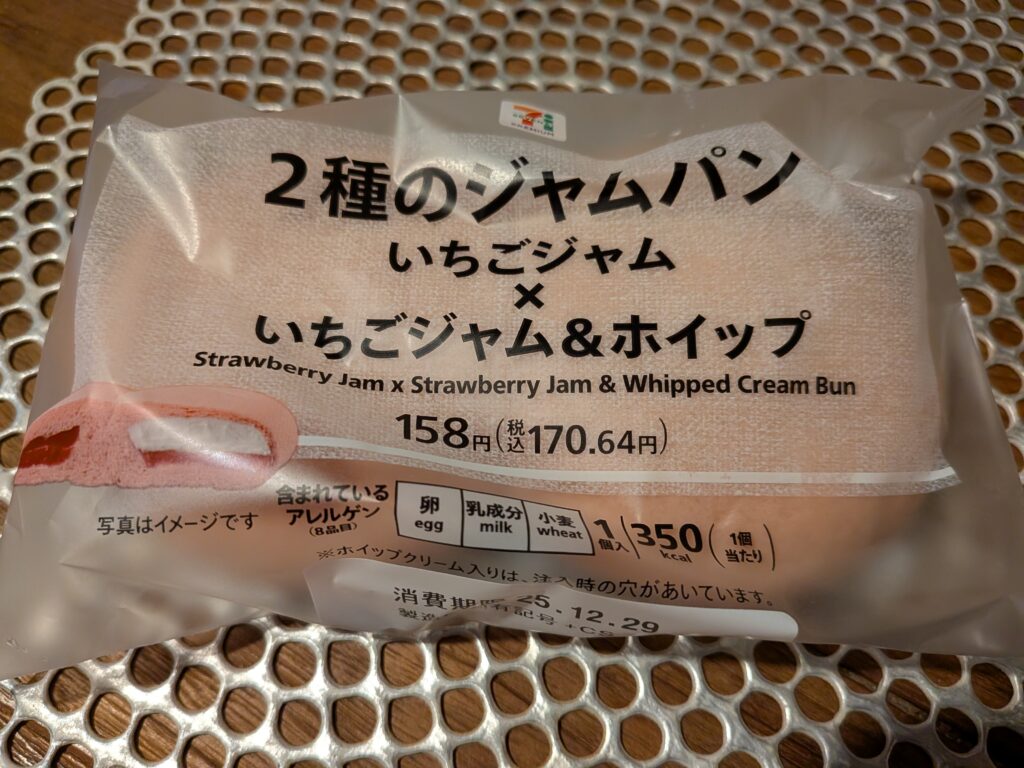 ２種のジャムパン
いちごジャム
×
いちごジャム＆ホイップ
Strawberry Jam x Strawberry Jam & Whipped Cream Bun
158円(税込170.64円)
写真はイメージです
含まれているアレルゲン(8品目)
卵 egg
乳成分 milk
小麦 wheat
1個入
350kcal(1個当たり)
※ホイップクリーム入りは、注入時の穴があいています。
消費期限 25.12.29